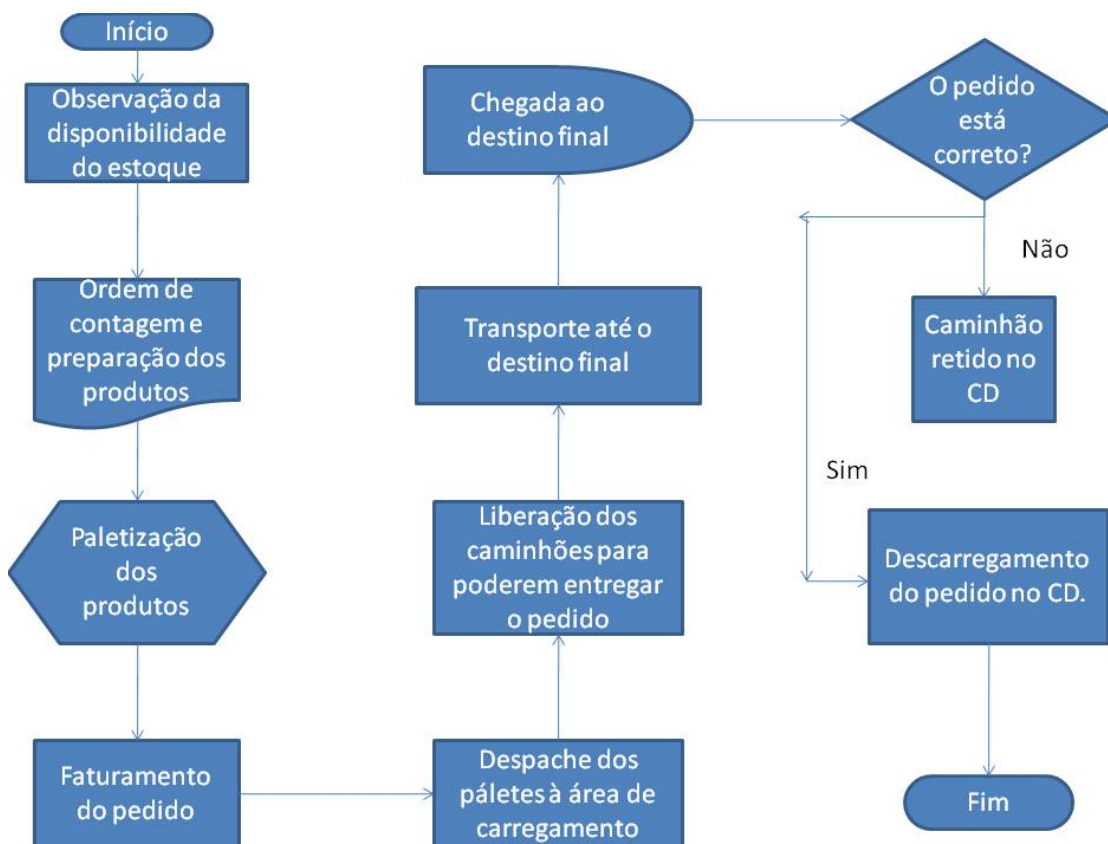 Início
Observação da
disponibilidade
do estoque
Ordem de
contagem e
preparação dos
produtos
Paletização
dos
produtos
Faturamento
do pedido
Despache dos
páletes à área de
carregamento
Liberação dos
caminhões para
poderem entregar
o pedido
Transporte até o
destino final
Chegada ao
destino final
O pedido
está
correto?
Não
Caminhão
retido no
CD
Sim
Descarregamento
do pedido no CD.
Fim